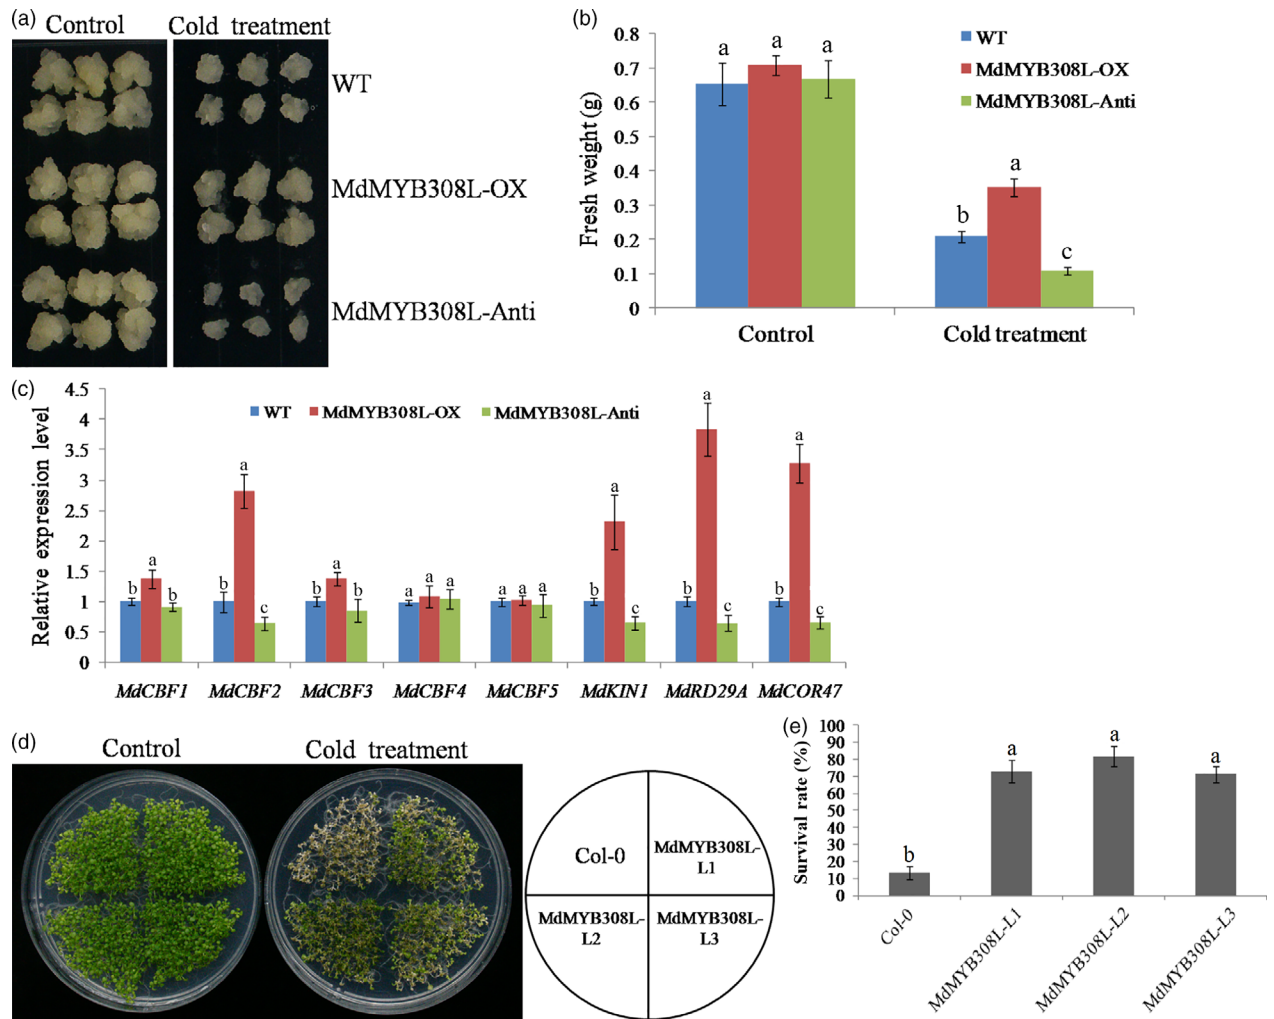 (a)
Control Cold treatment
WT
MdMYB308L-OX
MdMYB308L-Anti
(b)
Fresh weight (g)
0.8
0.7
0.6
0.5
0.4
0.3
0.2
0.1
0
a a a
b a c
WT
MdMYB308L-OX
MdMYB308L-Anti
Control Cold treatment
(c)
Relative expression level
4.5
4
3.5
3
2.5
2
1.5
1
0.5
0
WT MdMYB308L-OX MdMYB308L-Anti
b a b b a c b a b a a a a a a b a c b a c b a c
MdCBF1 MdCBF2 MdCBF3 MdCBF4 MdCBF5 MdKIN1 MdRD29A MdCOR47
(d)
Control Cold treatment
Col-0
MdMYB308L-
L1
MdMYB308L-
L2
MdMYB308L-
L3
(e)
Survival rate (%)
100
90
80
70
60
50
40
30
20
10
0
b a a a
Col-0
MdMYB308L-L1
MdMYB308L-L2
MdMYB308L-L3